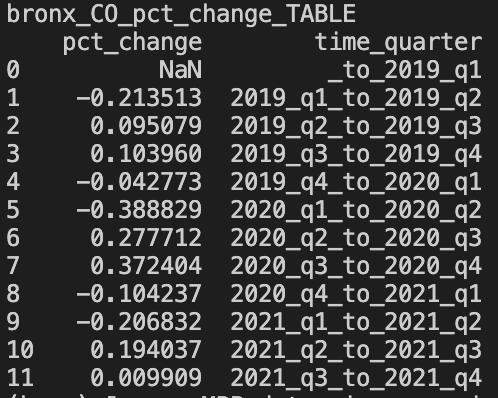 bronx_CO_pct_change_TABLE
pct_change time_quarter
0 NaN _to_2019_q1
1 -0.213513 2019_q1_to_2019_q2
2 0.095079 2019_q2_to_2019_q3
3 0.103960 2019_q3_to_2019_q4
4 -0.042773 2019_q4_to_2020_q1
5 -0.388829 2020_q1_to_2020_q2
6 0.277712 2020_q2_to_2020_q3
7 0.372404 2020_q3_to_2020_q4
8 -0.104237 2020_q4_to_2021_q1
9 -0.206832 2021_q1_to_2021_q2
10 0.194037 2021_q2_to_2021_q3
11 0.009909 2021_q3_to_2021_q4